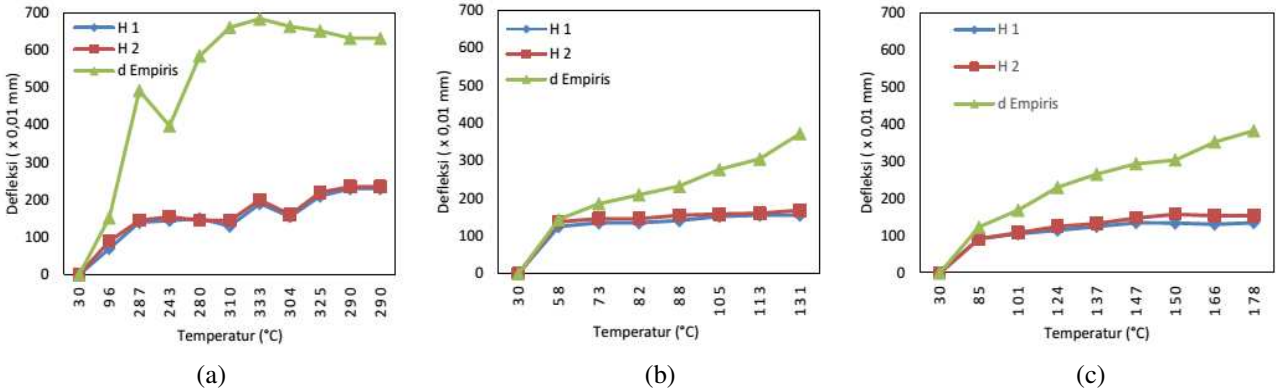 700
600
500
400
300
200
100
0
Defleksi ( x 0,01 mm)
H 1
H 2
d Empiris
30
96
287
243
280
310
333
304
325
290
290
Temperatur (°C)
(a)
700
600
500
400
300
200
100
0
Defleksi ( x 0,01 mm)
H 1
H 2
d Empiris
30
58
73
82
88
105
113
131
Temperatur (°C)
(b)
700
600
500
400
300
200
100
0
Defleksi ( x 0,01 mm)
H 1
H 2
d Empiris
30
85
101
124
137
147
150
166
178
Temperatur (°C)
(c)